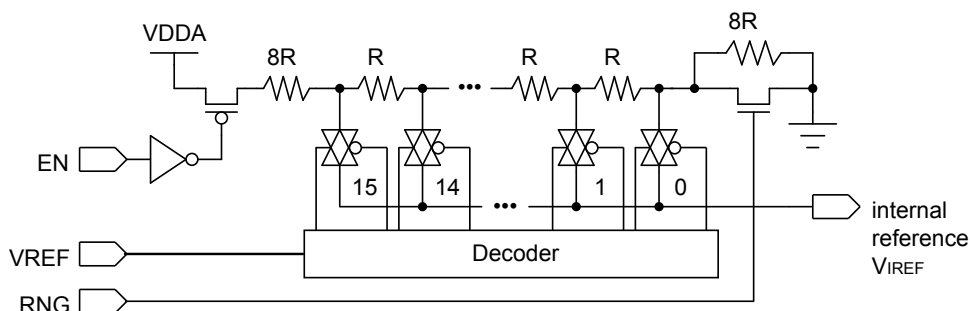 VDDA
8R
R
R
R
8R
...
EN
15
14
1
0
...
internal
reference
VIREF
VREF
Decoder
RNG